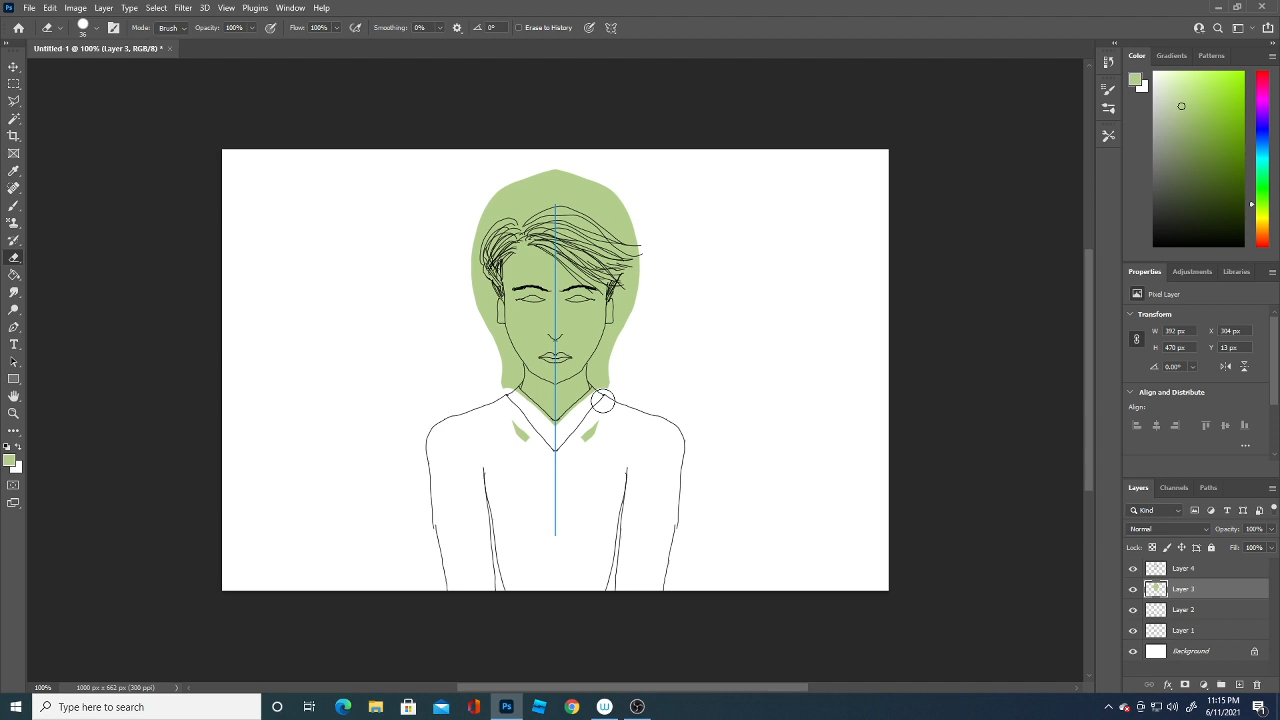 Ps File Edit Image Layer Type Select Filter 3D View Plugins Window Help
36 Mode: Brush Opacity: 100% Flow: 100% Smoothing: 0% 0° Erase to History
Untitled-1 @ 100% (Layer 3, RGB/8) *
Color Gradients Patterns
Properties Adjustments Libraries
Pixel Layer
Transform
W 392 px X 304 px
H 470 px Y 13 px
0.00°
Align and Distribute
Align:
Layers Channels Paths
Kind
Normal Opacity: 100%
Lock: Fill: 100%
Layer 4
Layer 3
Layer 2
Layer 1
Background
fx
100% 1000 px x 662 px (300 ppi)
Type here to search
Ps
11:15 PM
6/11/2021